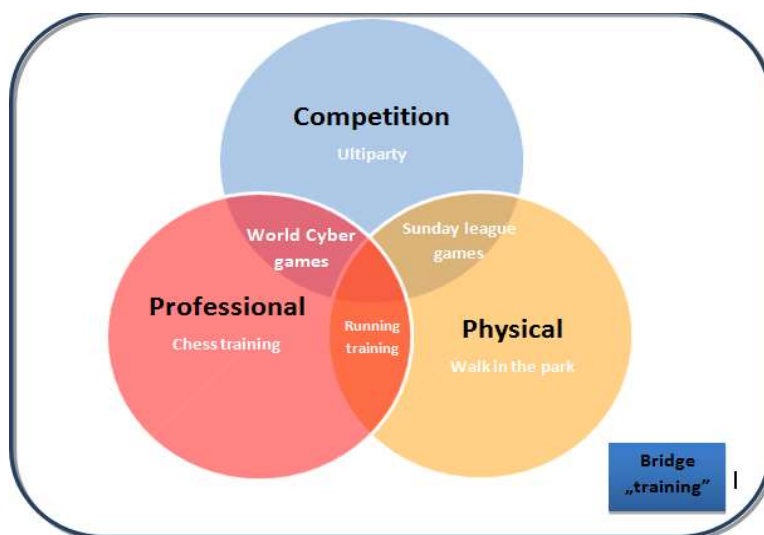 Competition
Ultiparty
World Cyber
games
Sunday league
games
Professional
Chess training
Running
training
Physical
Walk in the park
Bridge
„training”